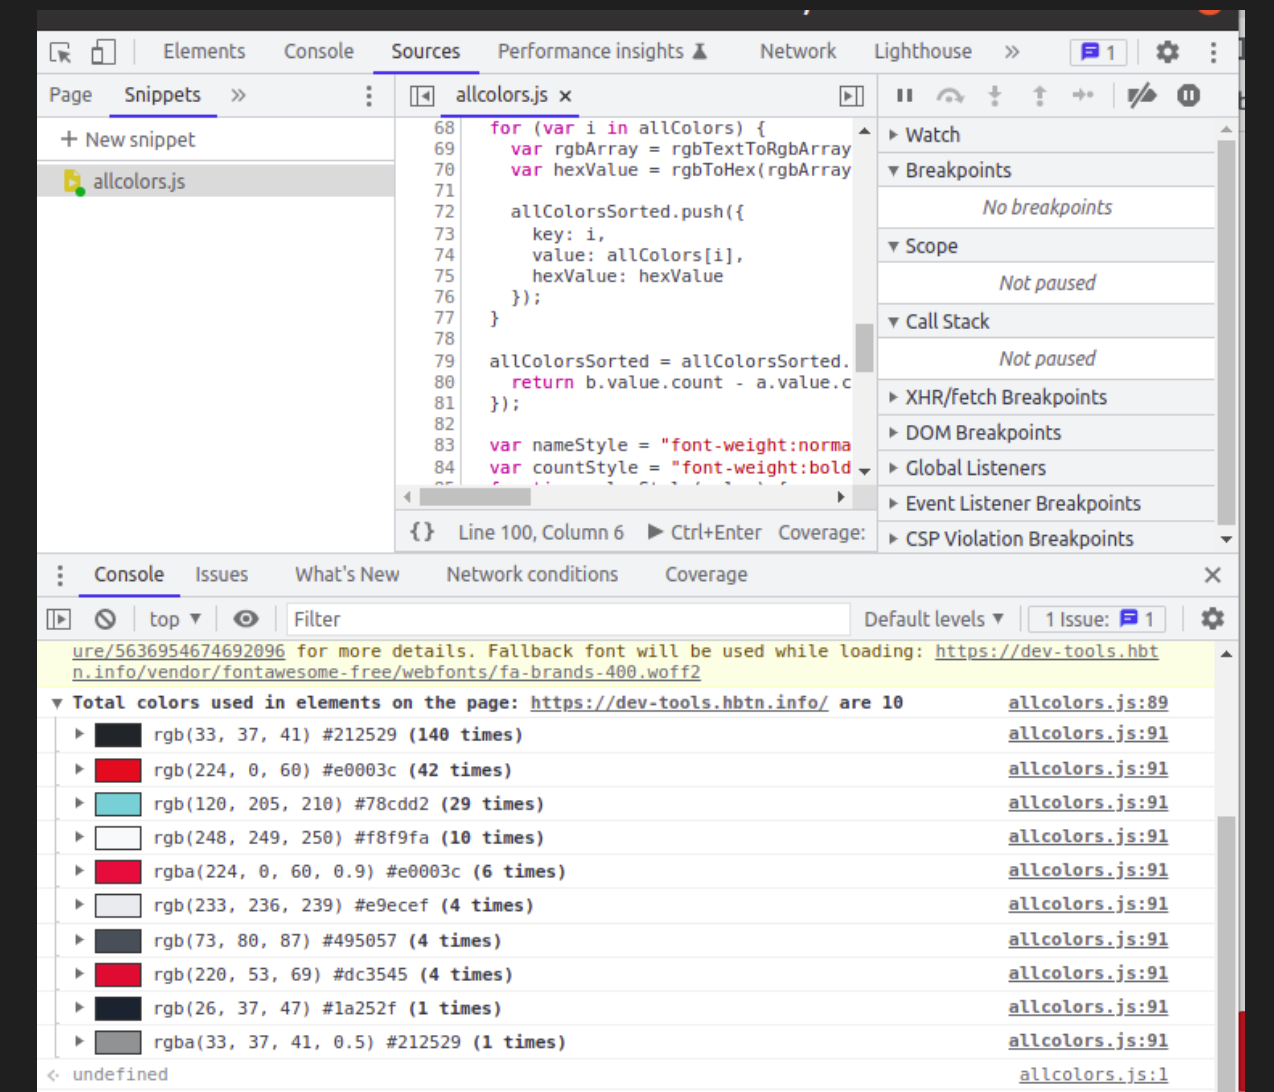 Elements Console Sources Performance insights Network Lighthouse » 1
Page Snippets »
allcolors.js ×
+ New snippet
allcolors.js
68 for (var i in allColors) {
69 var rgbArray = rgbTextToRgbArray
70 var hexValue = rgbToHex(rgbArray
71
72 allColorsSorted.push({
73 key: i,
74 value: allColors[i],
75 hexValue: hexValue
76 });
77 }
78
79 allColorsSorted = allColorsSorted.
80 return b.value.count - a.value.c
81 });
82
83 var nameStyle = "font-weight:norma
84 var countStyle = "font-weight:bold
{} Line 100, Column 6 ▶ Ctrl+Enter Coverage:
▶ Watch
▼ Breakpoints
No breakpoints
▼ Scope
Not paused
▼ Call Stack
Not paused
▶ XHR/fetch Breakpoints
▶ DOM Breakpoints
▶ Global Listeners
▶ Event Listener Breakpoints
▶ CSP Violation Breakpoints
Console Issues What's New Network conditions Coverage ×
top ▼ Filter Default levels ▼ 1 Issue: 1
ure/5636954674692096 for more details. Fallback font will be used while loading: https://dev-tools.hbt
n.info/vendor/fontawesome-free/webfonts/fa-brands-400.woff2
▼ Total colors used in elements on the page: https://dev-tools.hbtn.info/ are 10 allcolors.js:89
▶ rgb(33, 37, 41) #212529 (140 times) allcolors.js:91
▶ rgb(224, 0, 60) #e0003c (42 times) allcolors.js:91
▶ rgb(120, 205, 210) #78cdd2 (29 times) allcolors.js:91
▶ rgb(248, 249, 250) #f8f9fa (10 times) allcolors.js:91
▶ rgba(224, 0, 60, 0.9) #e0003c (6 times) allcolors.js:91
▶ rgb(233, 236, 239) #e9ecef (4 times) allcolors.js:91
▶ rgb(73, 80, 87) #495057 (4 times) allcolors.js:91
▶ rgb(220, 53, 69) #dc3545 (4 times) allcolors.js:91
▶ rgb(26, 37, 47) #1a252f (1 times) allcolors.js:91
▶ rgba(33, 37, 41, 0.5) #212529 (1 times) allcolors.js:91
undefined allcolors.js:1